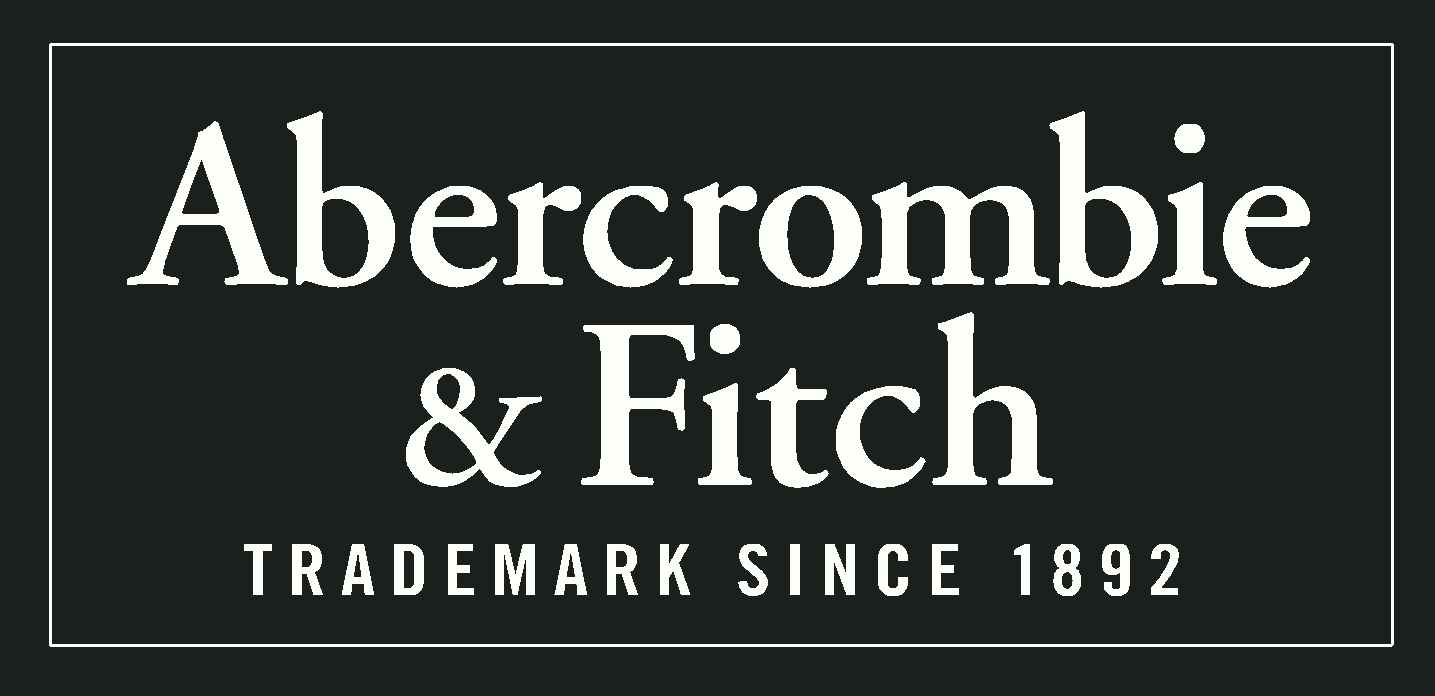 Abercrombie
& Fitch
TRADEMARK SINCE 1892